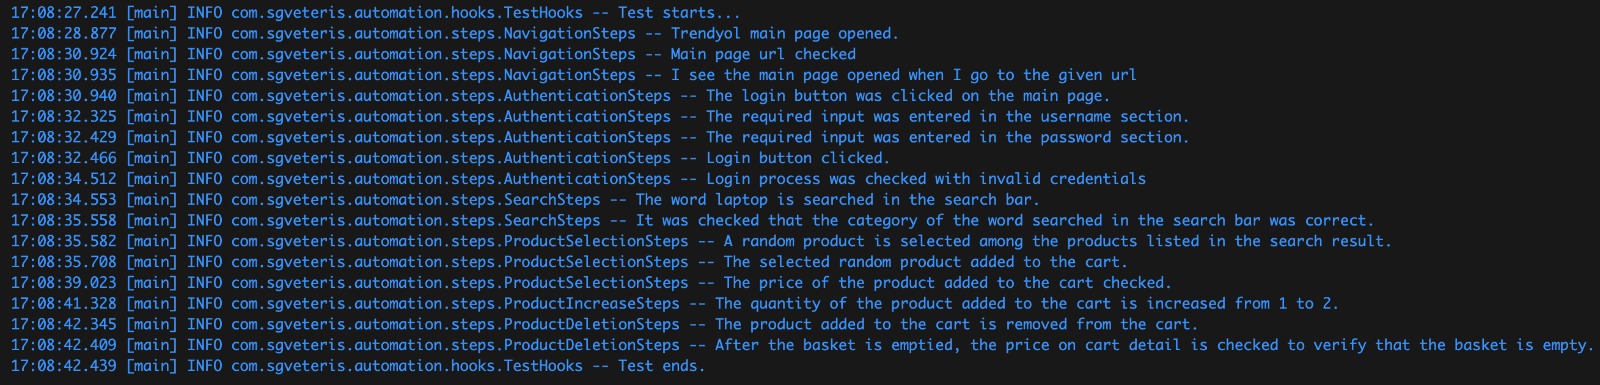 17:08:27.241 [main] INFO com.sgveteris.automation.hooks.TestHooks -- Test starts...
17:08:28.877 [main] INFO com.sgveteris.automation.steps.NavigationSteps -- Trendyol main page opened.
17:08:30.924 [main] INFO com.sgveteris.automation.steps.NavigationSteps -- Main page url checked
17:08:30.935 [main] INFO com.sgveteris.automation.steps.NavigationSteps -- I see the main page opened when I go to the given url
17:08:30.940 [main] INFO com.sgveteris.automation.steps.AuthenticationSteps -- The login button was clicked on the main page.
17:08:32.325 [main] INFO com.sgveteris.automation.steps.AuthenticationSteps -- The required input was entered in the username section.
17:08:32.429 [main] INFO com.sgveteris.automation.steps.AuthenticationSteps -- The required input was entered in the password section.
17:08:32.466 [main] INFO com.sgveteris.automation.steps.AuthenticationSteps -- Login button clicked.
17:08:34.512 [main] INFO com.sgveteris.automation.steps.AuthenticationSteps -- Login process was checked with invalid credentials
17:08:34.553 [main] INFO com.sgveteris.automation.steps.SearchSteps -- The word laptop is searched in the search bar.
17:08:35.558 [main] INFO com.sgveteris.automation.steps.SearchSteps -- It was checked that the category of the word searched in the search bar was correct.
17:08:35.582 [main] INFO com.sgveteris.automation.steps.ProductSelectionSteps -- A random product is selected among the products listed in the search result.
17:08:35.708 [main] INFO com.sgveteris.automation.steps.ProductSelectionSteps -- The selected random product added to the cart.
17:08:39.023 [main] INFO com.sgveteris.automation.steps.ProductSelectionSteps -- The price of the product added to the cart checked.
17:08:41.328 [main] INFO com.sgveteris.automation.steps.ProductIncreaseSteps -- The quantity of the product added to the cart is increased from 1 to 2.
17:08:42.345 [main] INFO com.sgveteris.automation.steps.ProductDeletionSteps -- The product added to the cart is removed from the cart.
17:08:42.409 [main] INFO com.sgveteris.automation.steps.ProductDeletionSteps -- After the basket is emptied, the price on cart detail is checked to verify that the basket is empty.
17:08:42.439 [main] INFO com.sgveteris.automation.hooks.TestHooks -- Test ends.